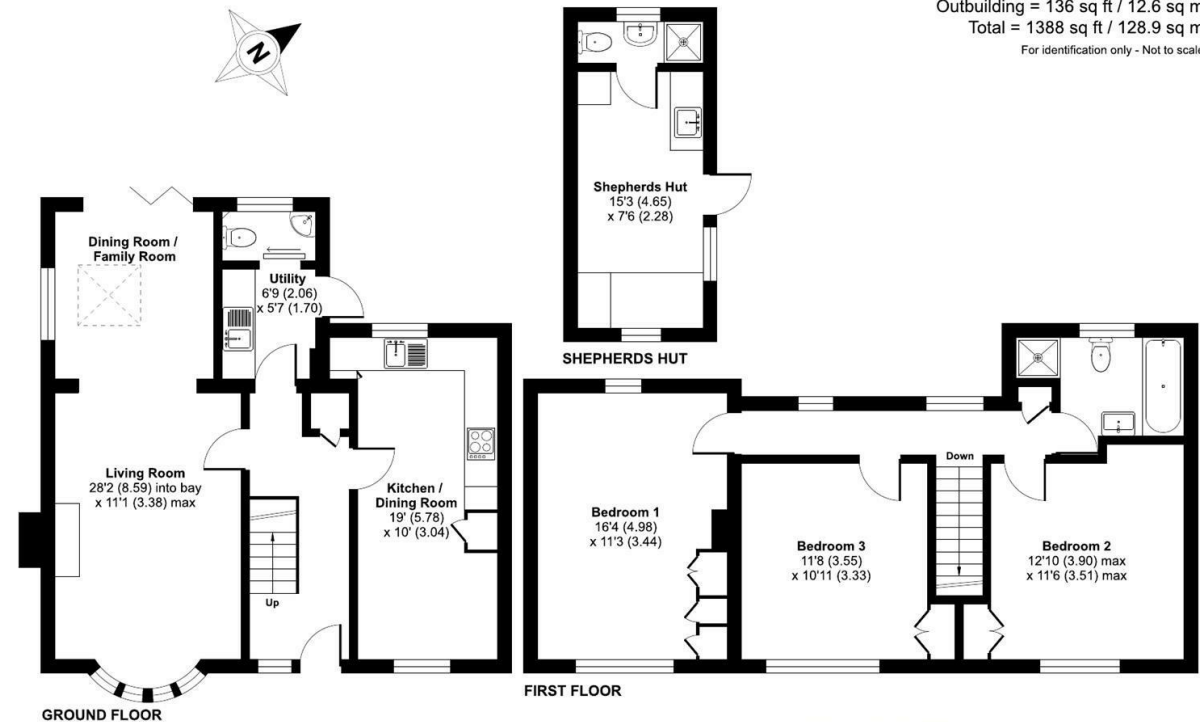 Outbuilding = 136 sq ft / 12.6 sq m
Total = 1388 sq ft / 128.9 sq m
For identification only - Not to scale
N
Shepherds Hut
15'3 (4.65)
x 7'6 (2.28)
SHEPHERDS HUT
Dining Room /
Family Room
Utility
6'9 (2.06)
x 5'7 (1.70)
Living Room
28'2 (8.59) into bay
x 11'1 (3.38) max
Kitchen /
Dining Room
19' (5.78)
x 10' (3.04)
Up
GROUND FLOOR
Bedroom 1
16'4 (4.98)
x 11'3 (3.44)
Bedroom 3
11'8 (3.55)
x 10'11 (3.33)
Down
Bedroom 2
12'10 (3.90) max
x 11'6 (3.51) max
FIRST FLOOR